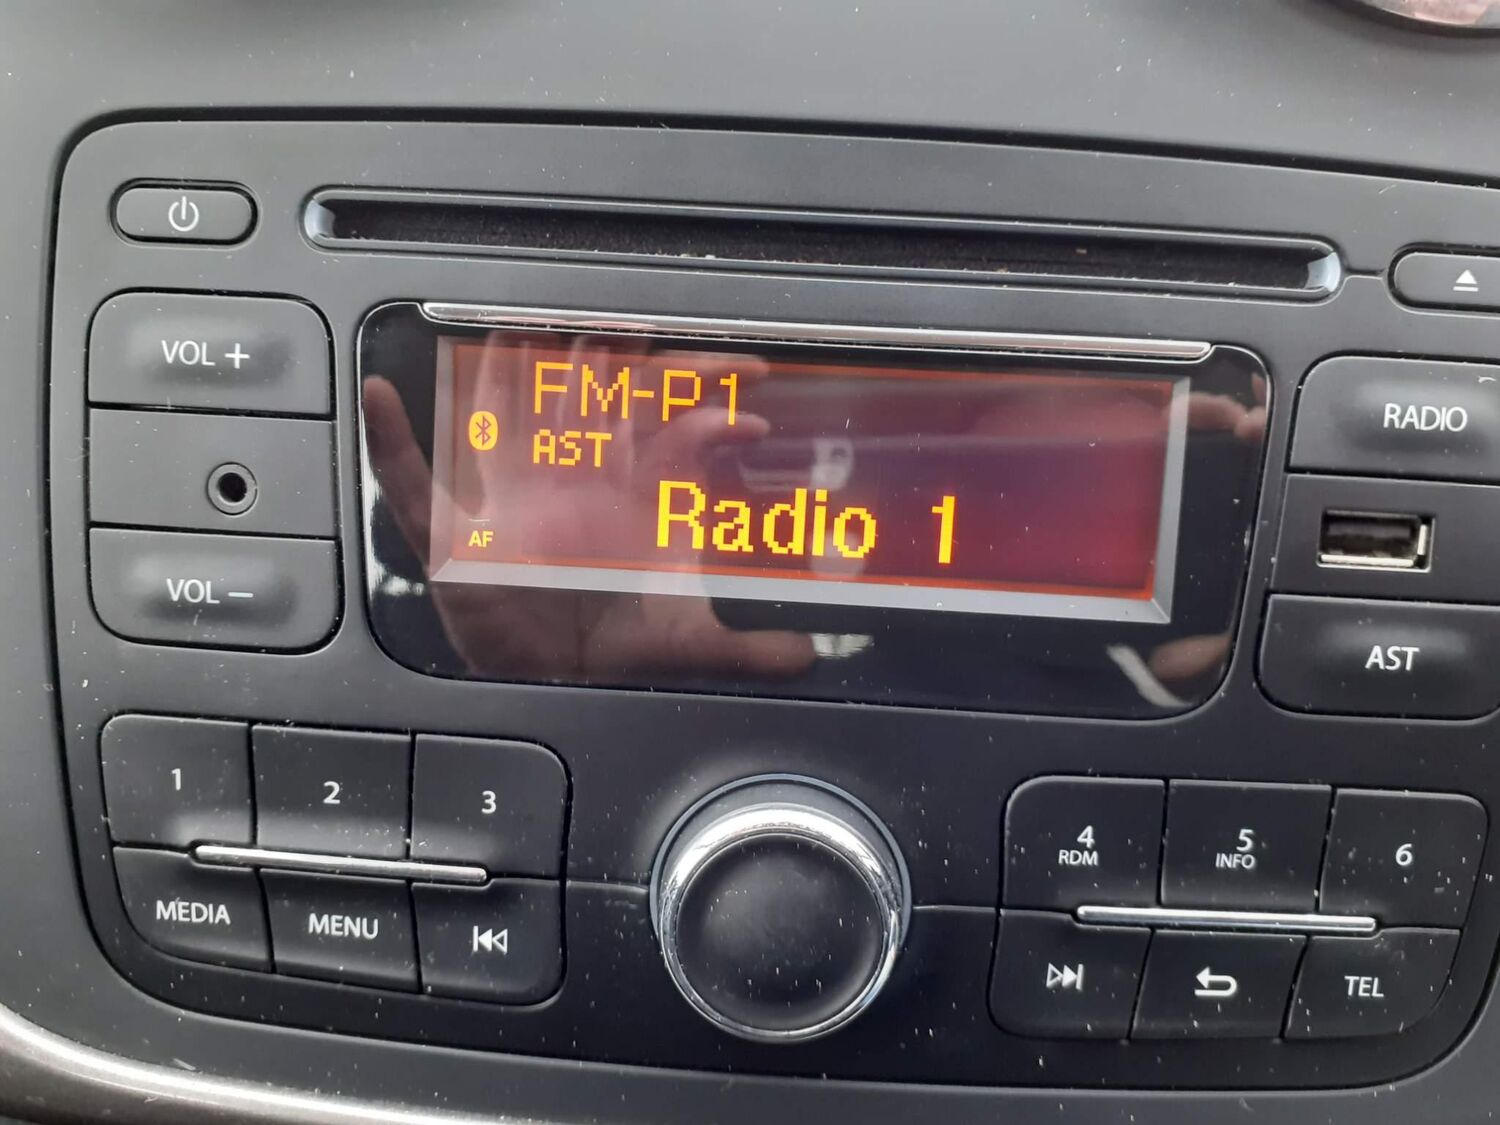 VOL +
VOL −
FM-P1
AST
AF
Radio 1
RADIO
AST
1
2
3
MEDIA
MENU
4
RDM
5
INFO
6
TEL